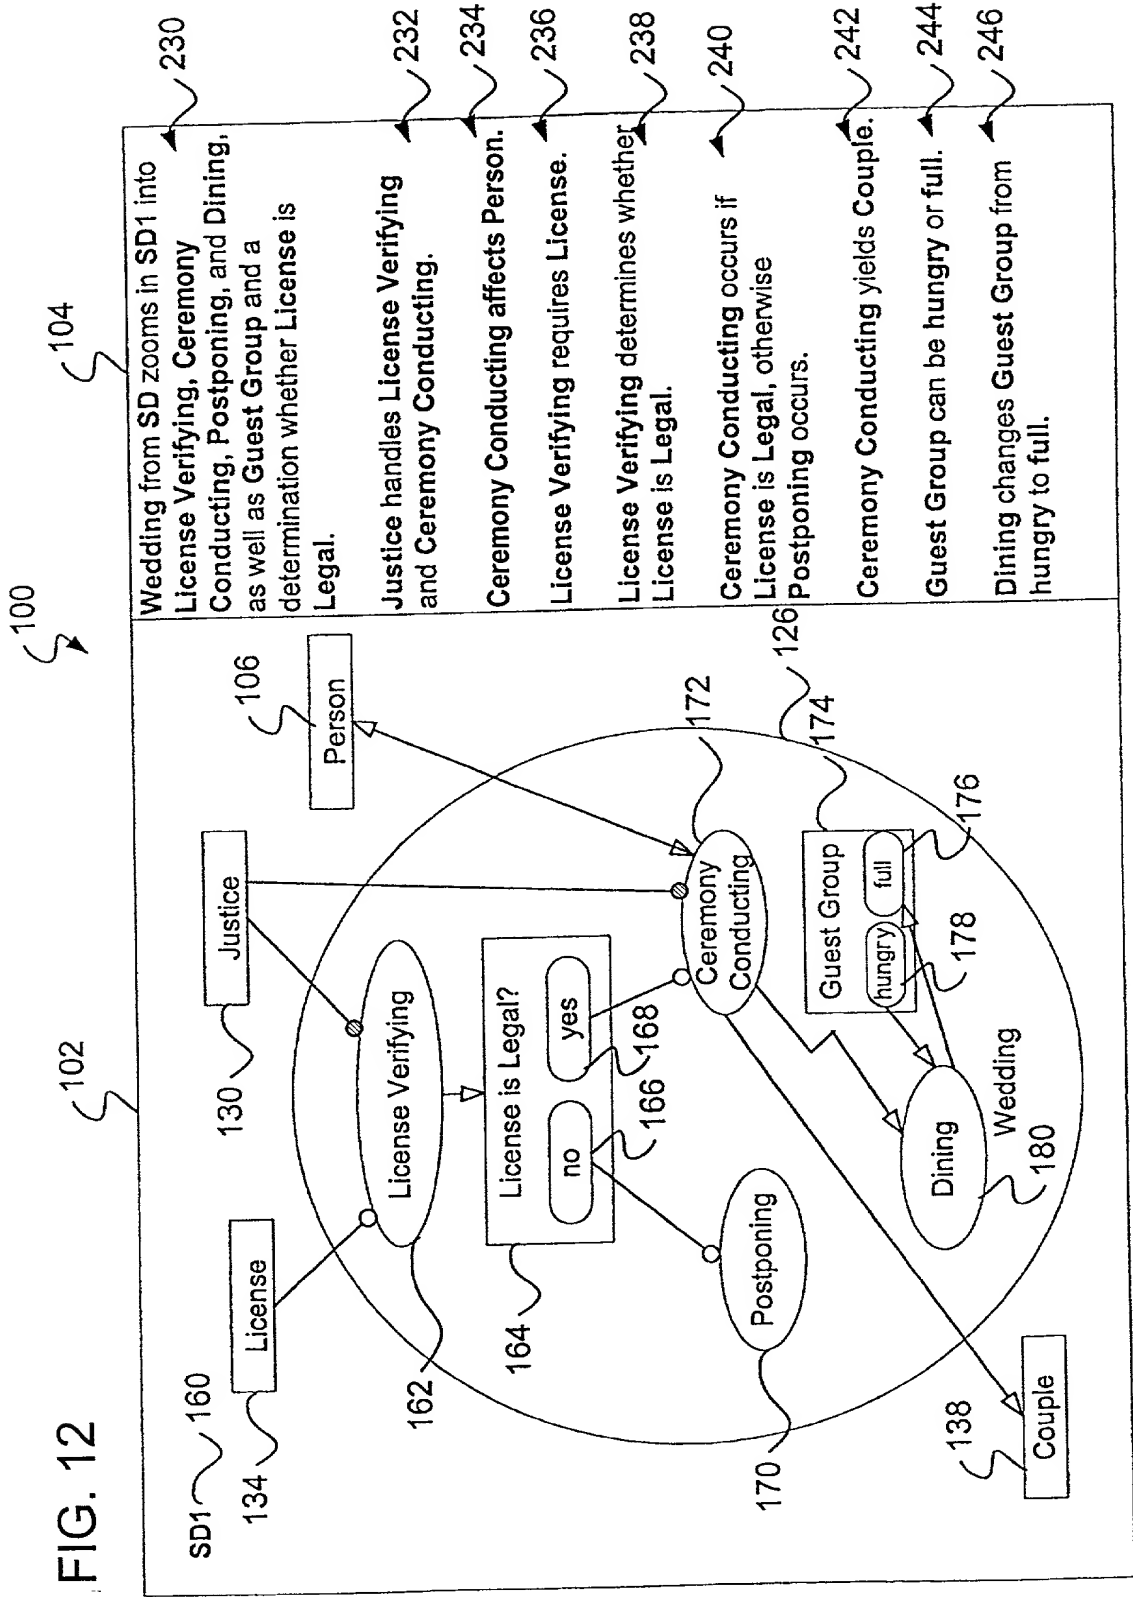 FIG. 12
100
102
104
SD1 160
License
134
Justice
130
Person
106
License Verifying
162
License is Legal?
no
yes
164
166
168
Postponing
170
Ceremony
Conducting
172
Guest Group
hungry
full
174
126
176
178
Dining
180
Wedding
Couple
138
Wedding from SD zooms in SD1 into
License Verifying, Ceremony
Conducting, Postponing, and Dining,
as well as Guest Group and a
determination whether License is
Legal.
230
Justice handles License Verifying
and Ceremony Conducting.
232
Ceremony Conducting affects Person.
234
License Verifying requires License.
236
License Verifying determines whether
License is Legal.
238
Ceremony Conducting occurs if
License is Legal, otherwise
Postponing occurs.
240
Ceremony Conducting yields Couple.
242
Guest Group can be hungry or full.
244
Dining changes Guest Group from
hungry to full.
246